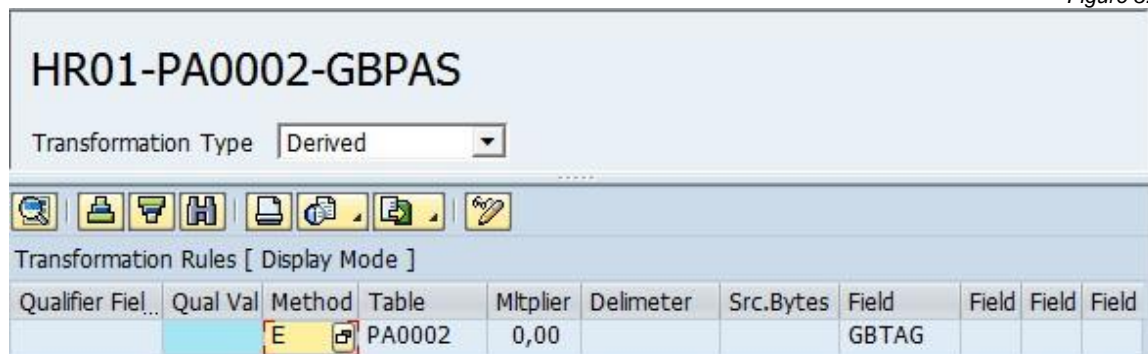 Figure
HR01-PA0002-GBPAS
Transformation Type Derived
Transformation Rules [ Display Mode ]
Qualifier Fiel... Qual Val Method Table Mltplier Delimeter Src.Bytes Field Field Field Field
E PA0002 0,00 GBTAG